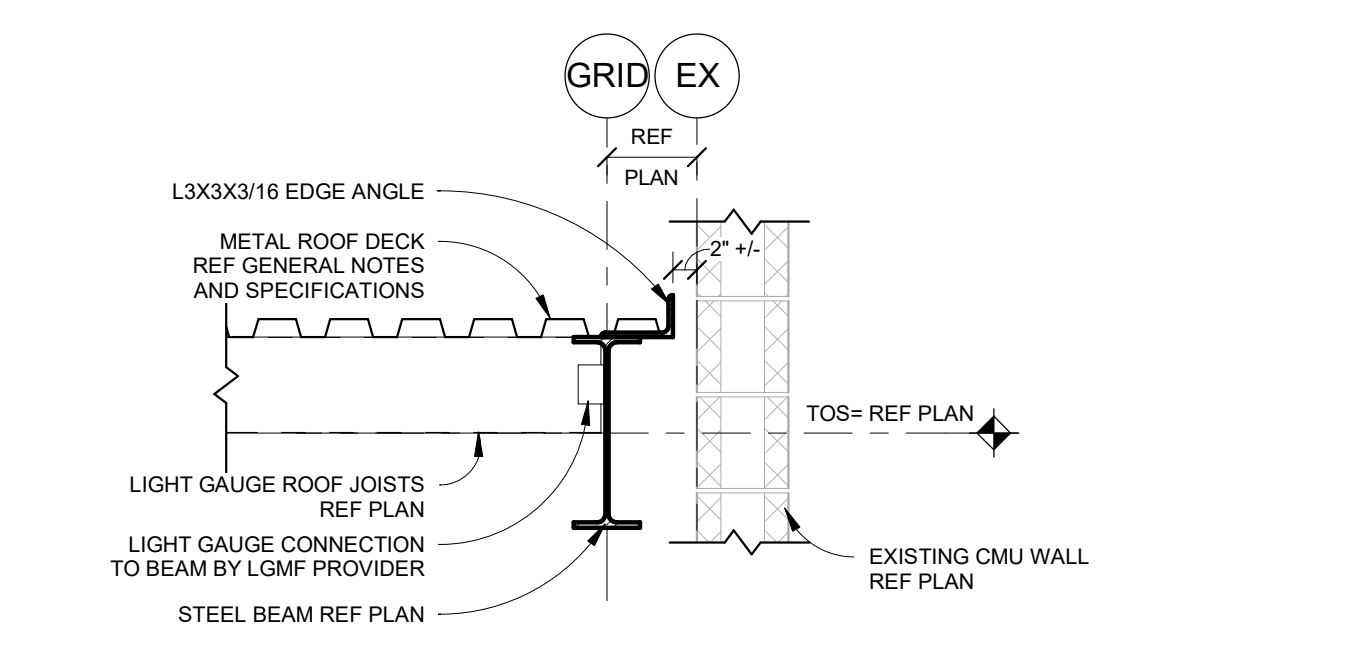 GRID
EX
REF
PLAN
L3X3X3/16 EDGE ANGLE
METAL ROOF DECK
REF GENERAL NOTES
AND SPECIFICATIONS
2" +/-
TOS= REF PLAN
LIGHT GAUGE ROOF JOISTS
REF PLAN
LIGHT GAUGE CONNECTION
TO BEAM BY LGMF PROVIDER
STEEL BEAM REF PLAN
EXISTING CMU WALL
REF PLAN